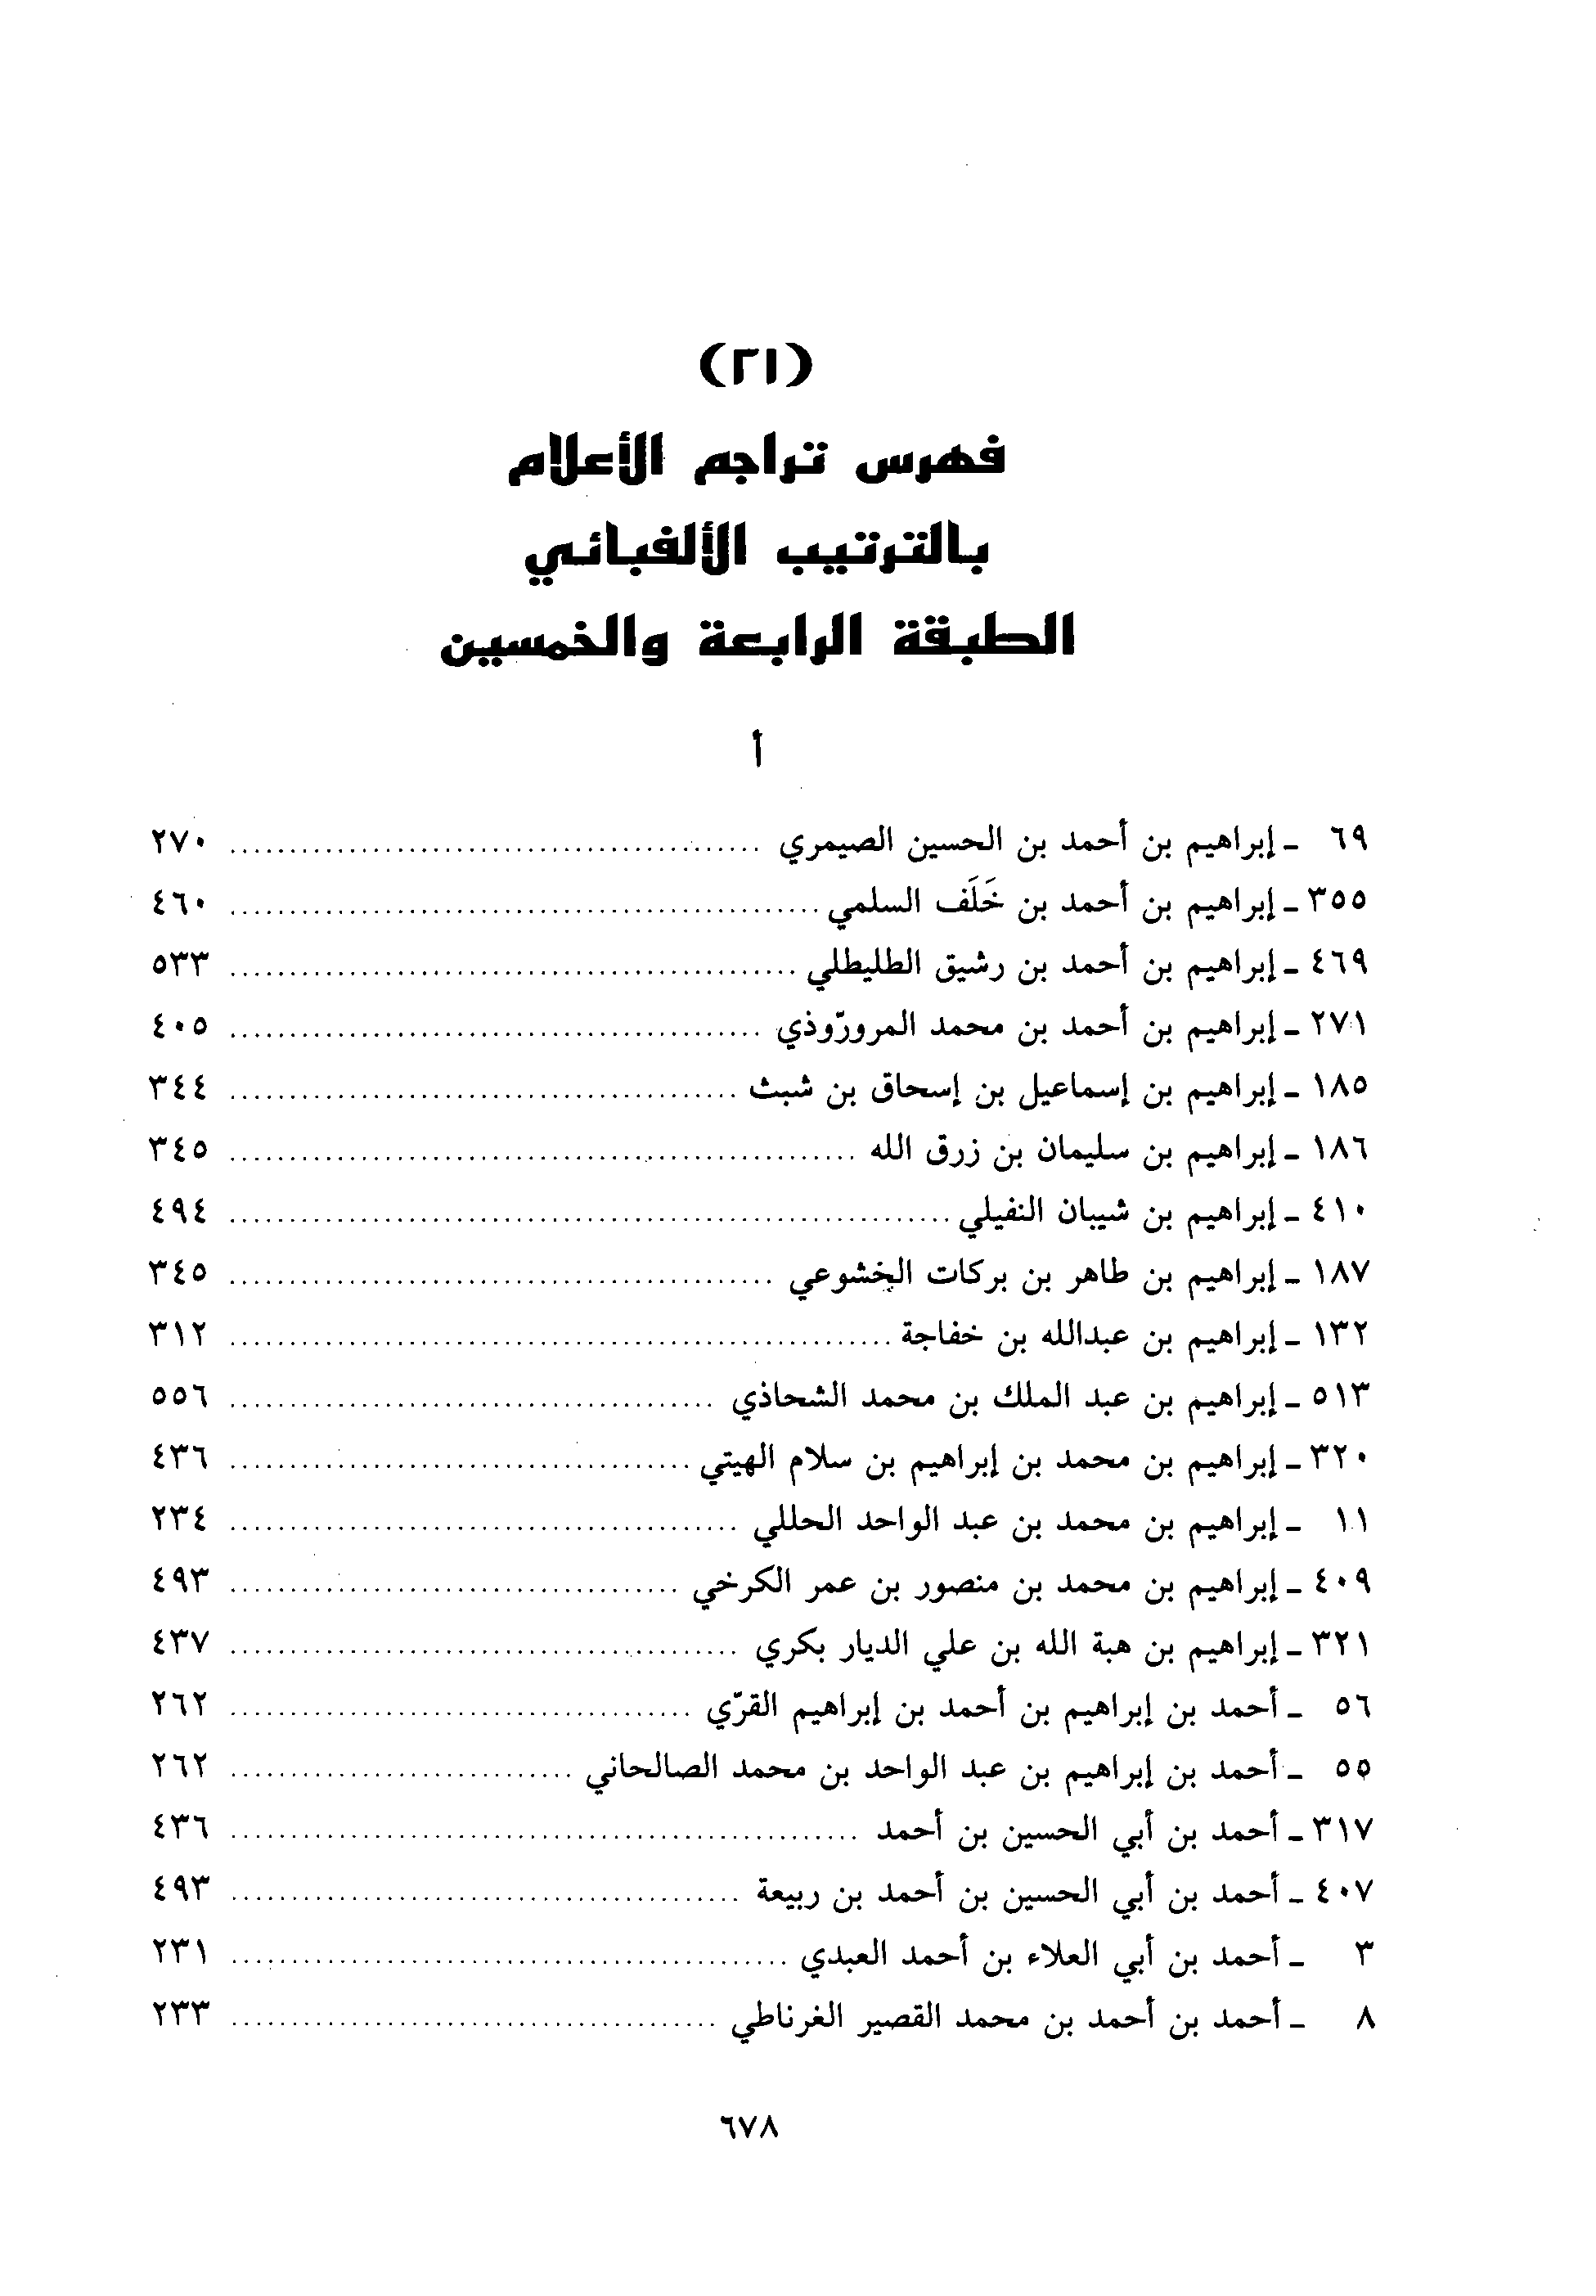 (٢١)
فهرس تراجم الأعلام
بالترتيب الألفبائي
الطبقة الرابعة والخمسين
أ
٦٩ - إبراهيم بن أحمد بن الحسين الصيمري ........ ٢٧٠
٣٥٥ - إبراهيم بن أحمد بن خَلَف السلمي ........ ٤٦٠
٤٦٩ - إبراهيم بن أحمد بن رشيق الطليطلي ........ ٥٣٣
٢٧١ - إبراهيم بن أحمد بن محمد المرورّوذي ........ ٤٠٥
١٨٥ - إبراهيم بن إسماعيل بن إسحاق بن شبث ........ ٣٤٤
١٨٦ - إبراهيم بن سليمان بن زرق الله ........ ٣٤٥
٤١٠ - إبراهيم بن شيبان النفيلي ........ ٤٩٤
١٨٧ - إبراهيم بن طاهر بن بركات الخشوعي ........ ٣٤٥
١٣٢ - إبراهيم بن عبدالله بن خفاجة ........ ٣١٢
٥١٣ - إبراهيم بن عبد الملك بن محمد الشحاذي ........ ٥٥٦
٣٢٠ - إبراهيم بن محمد بن إبراهيم بن سلام الهيتي ........ ٤٣٦
١١ - إبراهيم بن محمد بن عبد الواحد الحللي ........ ٢٣٤
٤٠٩ - إبراهيم بن محمد بن منصور بن عمر الكرخي ........ ٤٩٣
٣٢١ - إبراهيم بن هبة الله بن علي الديار بكري ........ ٤٣٧
٥٦ - أحمد بن إبراهيم بن أحمد بن إبراهيم القرّي ........ ٢٦٢
٥٥ - أحمد بن إبراهيم بن عبد الواحد بن محمد الصالحاني ........ ٢٦٢
٣١٧ - أحمد بن أبي الحسين بن أحمد ........ ٤٣٦
٤٠٧ - أحمد بن أبي الحسين بن أحمد بن ربيعة ........ ٤٩٣
٣ - أحمد بن أبي العلاء بن أحمد العبدي ........ ٢٣١
٨ - أحمد بن أحمد بن محمد القصير الغرناطي ........ ٢٣٣
٦٧٨